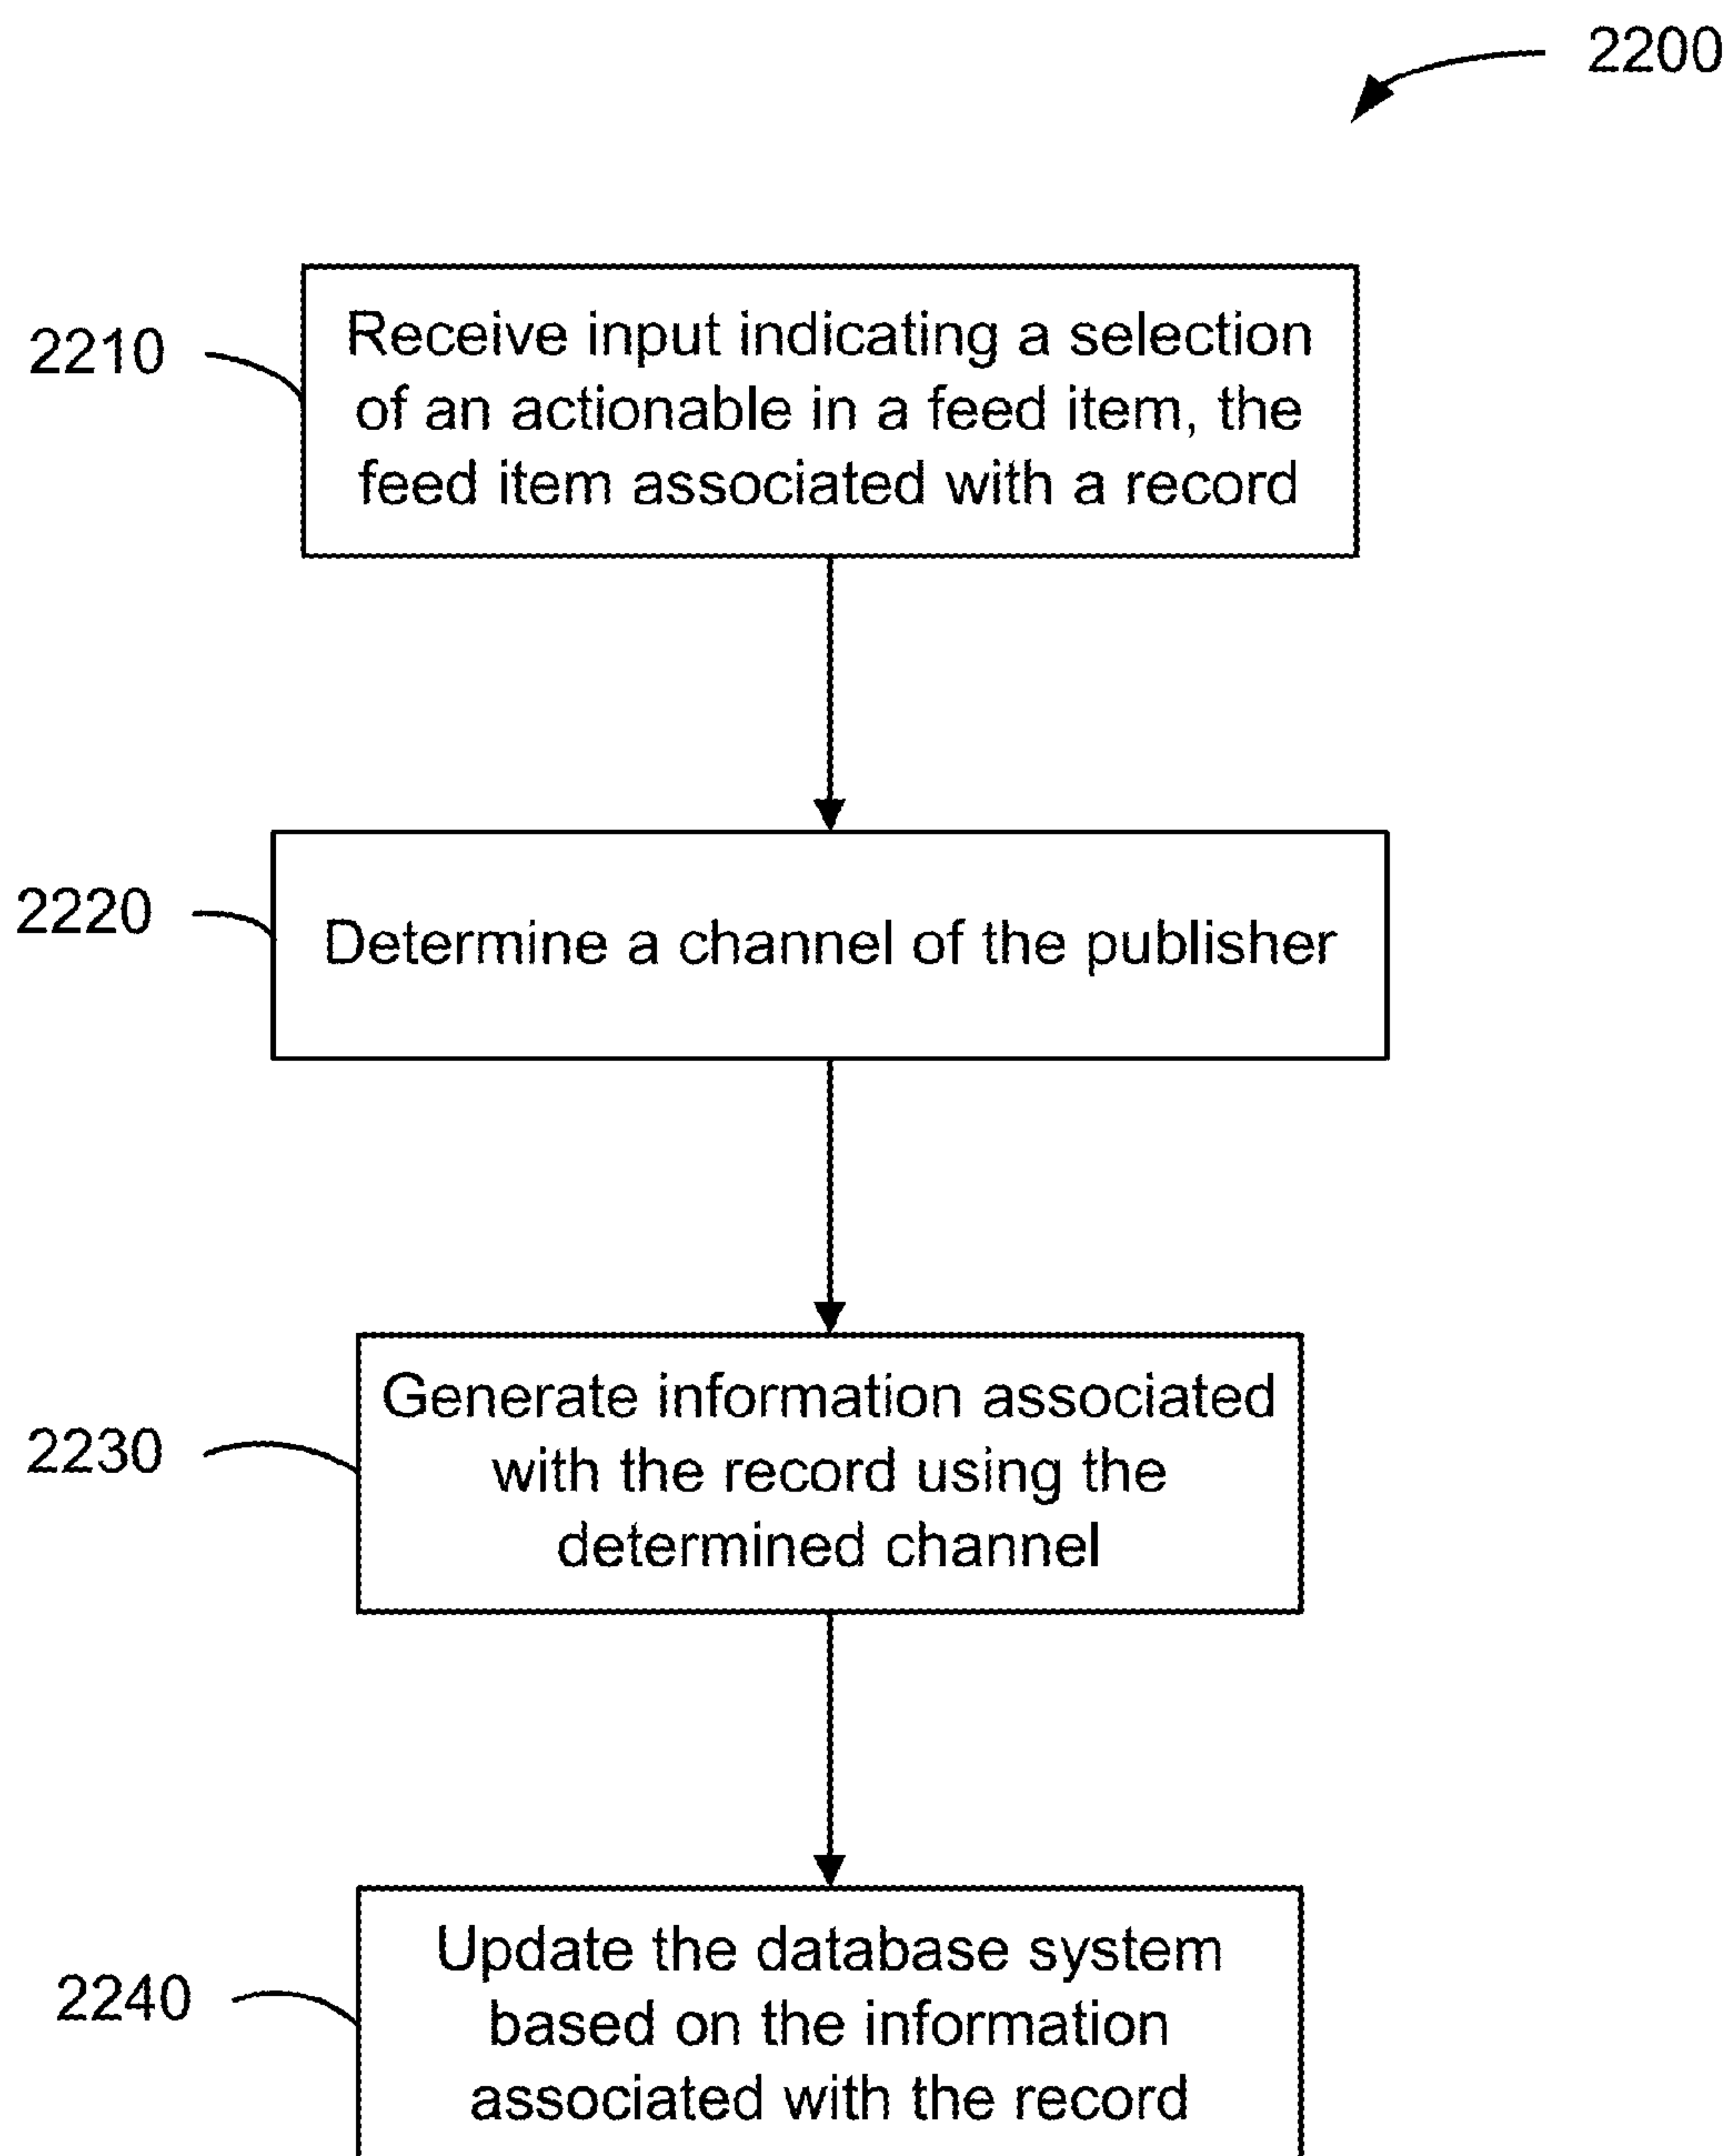 2200
2210
Receive input indicating a selection
of an actionable in a feed item, the
feed item associated with a record
2220
Determine a channel of the publisher
2230
Generate information associated
with the record using the
determined channel
2240
Update the database system
based on the information
associated with the record